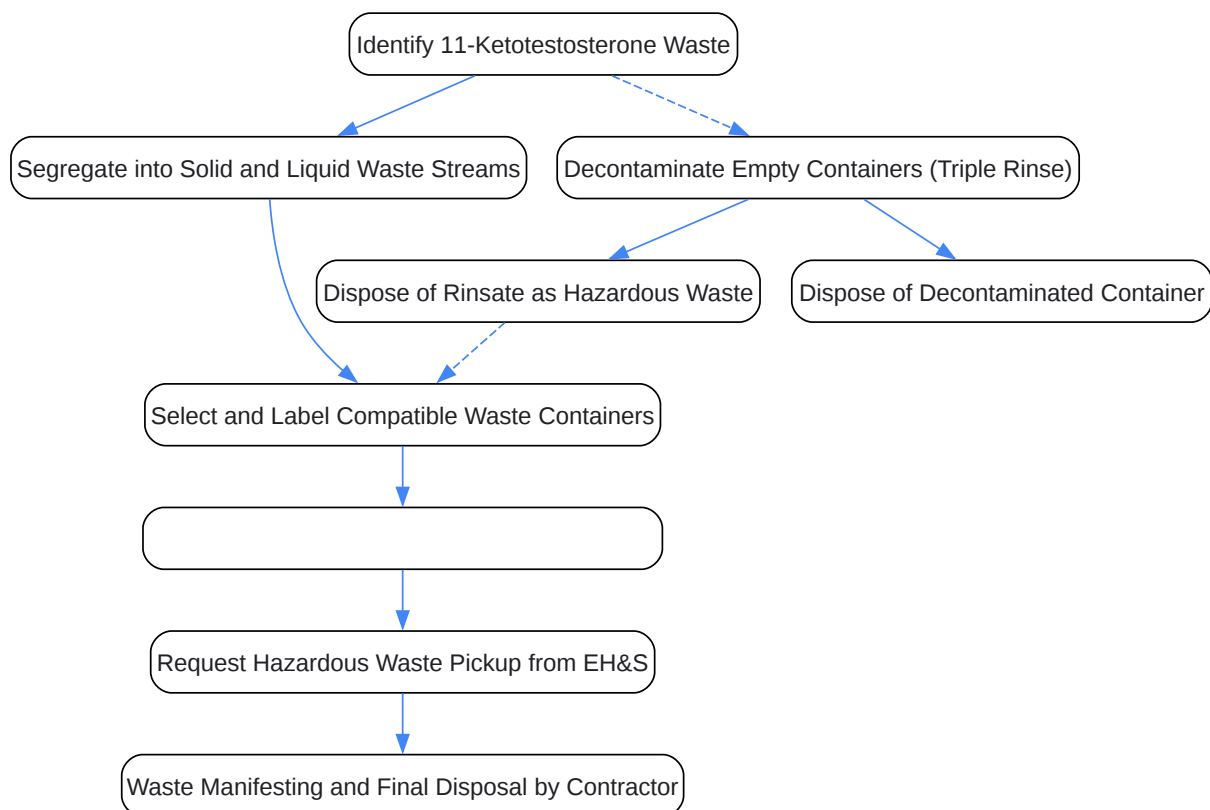 Identify 11-Ketotestosterone Waste
Segregate into Solid and Liquid Waste Streams
Decontaminate Empty Containers (Triple Rinse)
Dispose of Rinsate as Hazardous Waste
Dispose of Decontaminated Container
Select and Label Compatible Waste Containers
Request Hazardous Waste Pickup from EH&S
Waste Manifesting and Final Disposal by Contractor